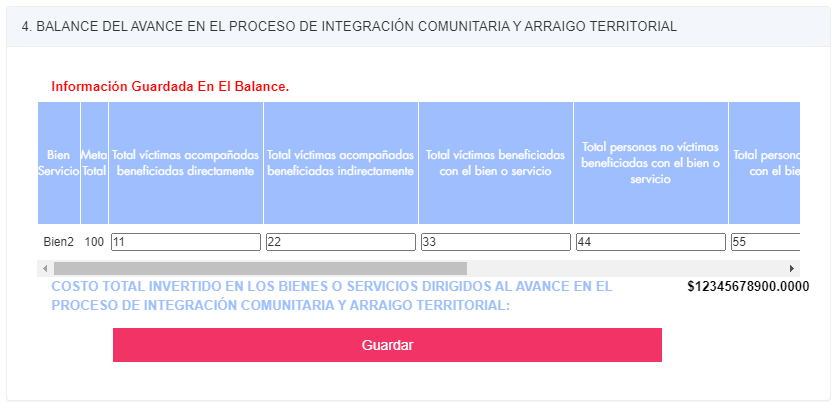 4. BALANCE DEL AVANCE EN EL PROCESO DE INTEGRACIÓN COMUNITARIA Y ARRAIGO TERRITORIAL
Información Guardada En El Balance.
Bien Servicio
Meta Total
Total víctimas acompañadas
beneficiadas directamente
Total víctimas acompañadas
beneficiadas indirectamente
Total víctimas beneficiadas
con el bien o servicio
Total personas no víctimas
beneficiadas con el bien o
servicio
Total
con el
Bien2 100 11 22 33 44 55
COSTO TOTAL INVERTIDO EN LOS BIENES O SERVICIOS DIRIGIDOS AL AVANCE EN EL $12345678900.0000
PROCESO DE INTEGRACIÓN COMUNITARIA Y ARRAIGO TERRITORIAL:
Guardar